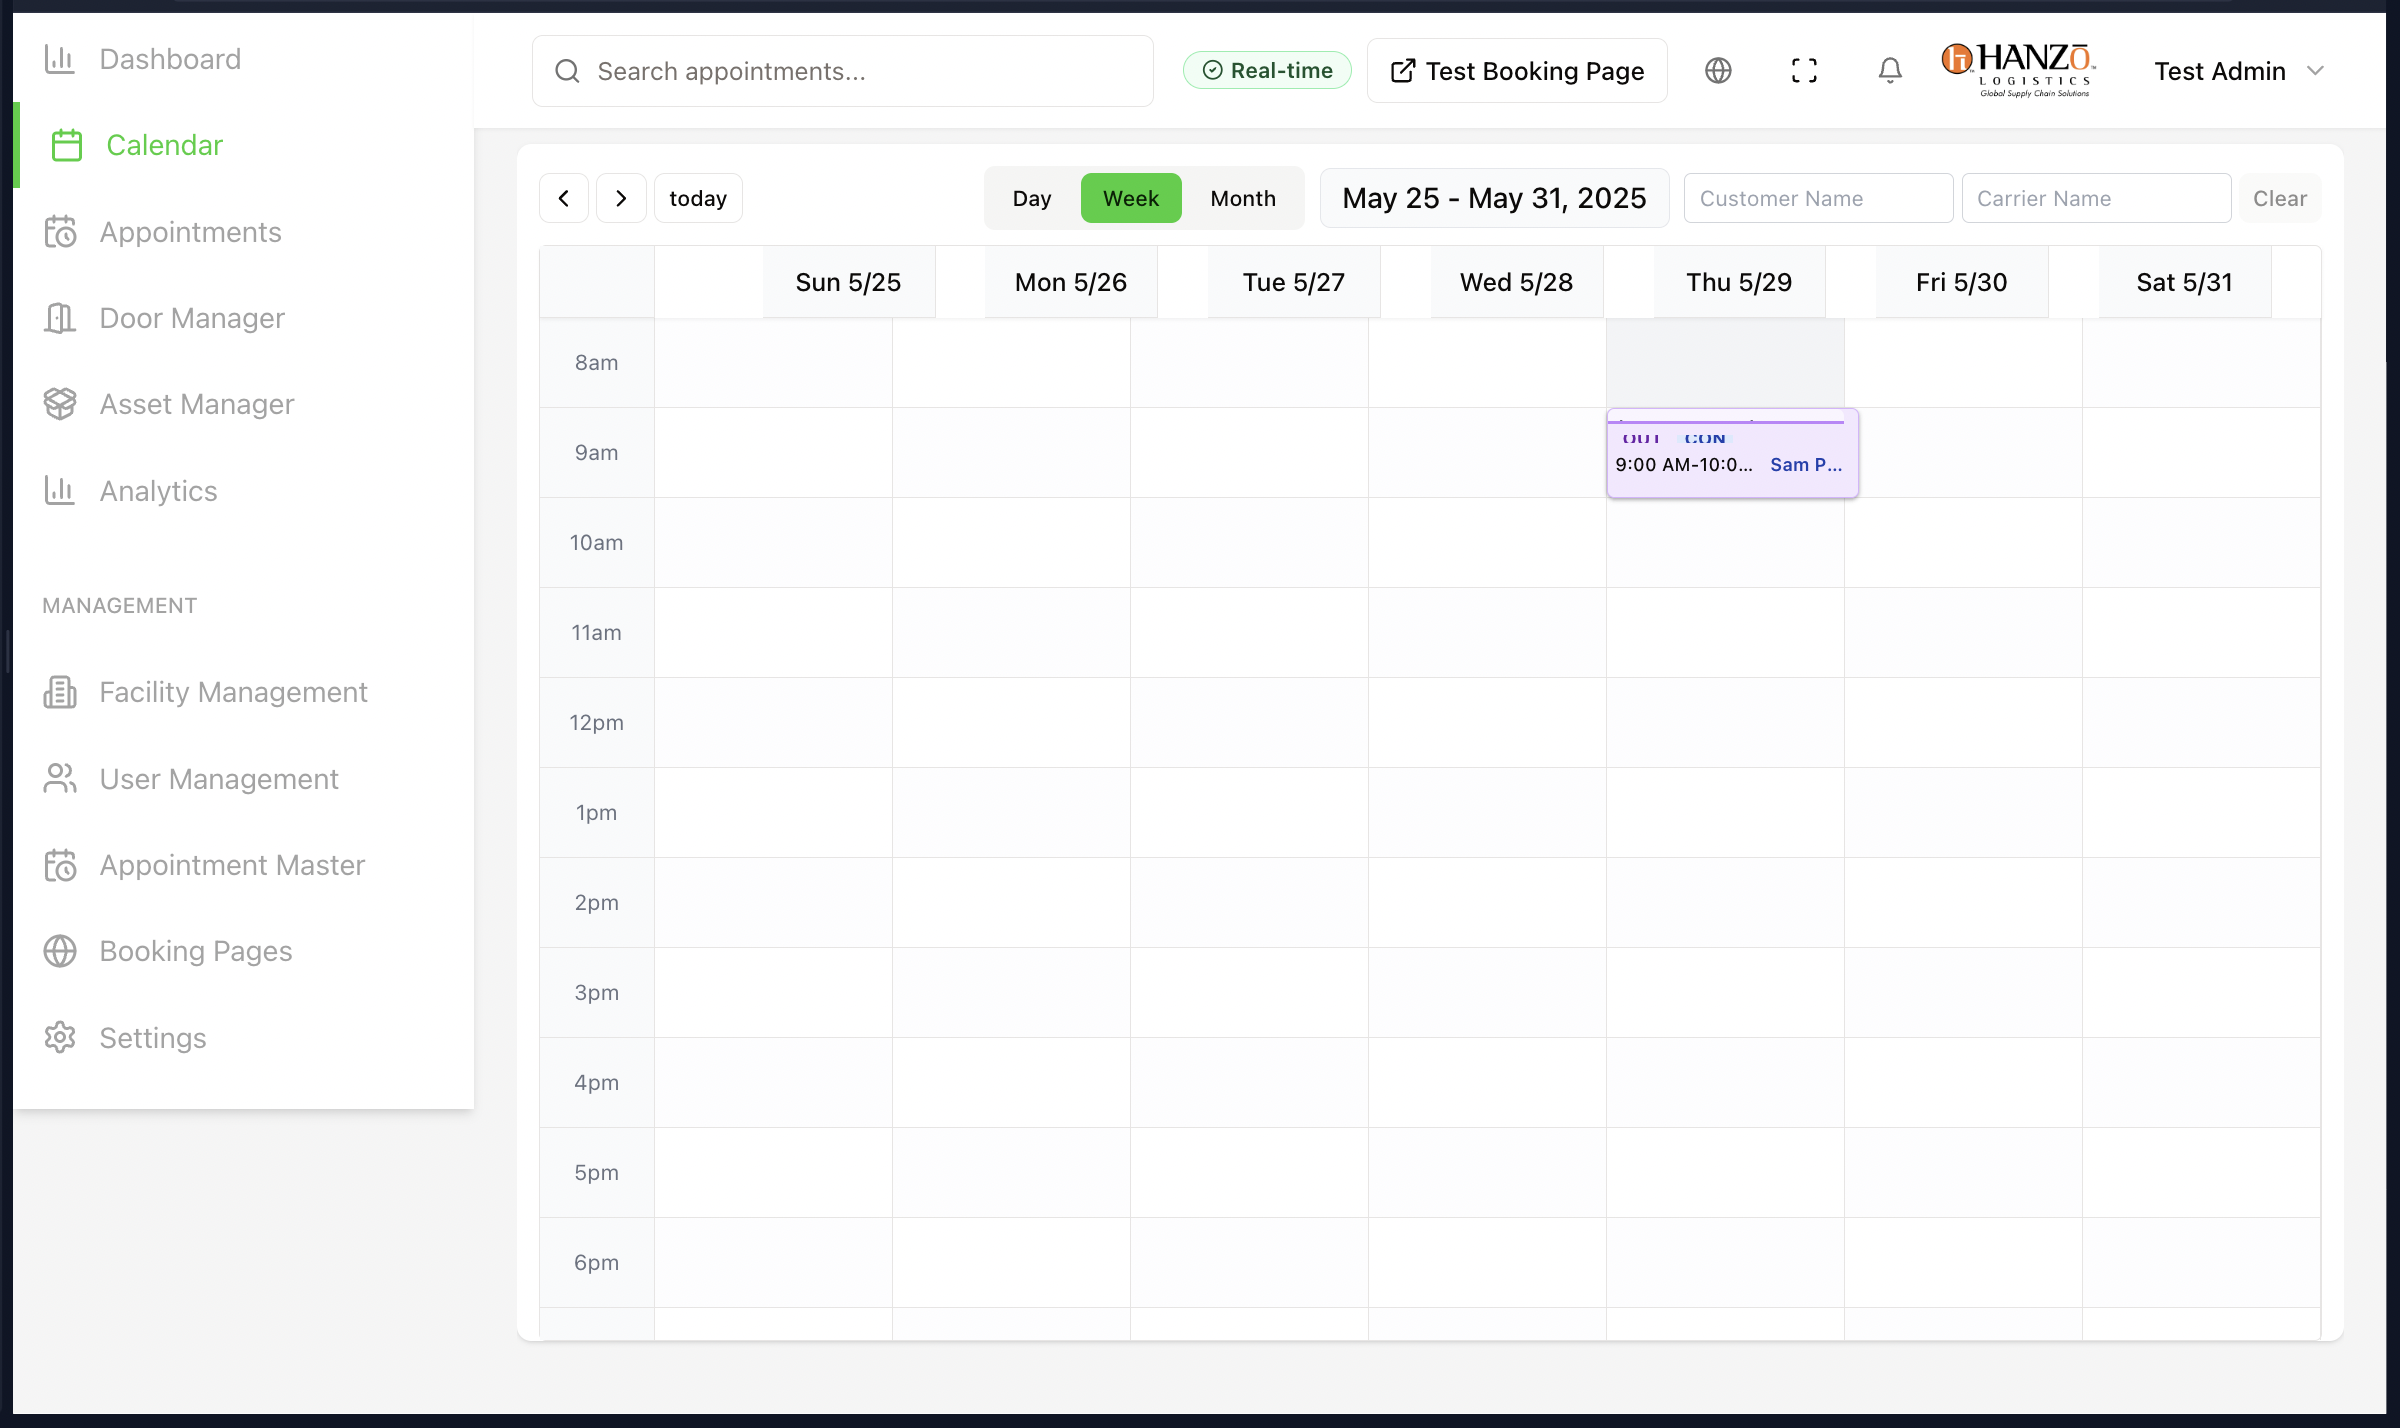 Dashboard
Calendar
Appointments
Door Manager
Asset Manager
Analytics
MANAGEMENT
Facility Management
User Management
Appointment Master
Booking Pages
Settings
Search appointments...
Real-time
Test Booking Page
HANZŌ
LOGISTICS
Global Supply Chain Solutions
Test Admin
today
Day Week Month
May 25 - May 31, 2025
Customer Name
Carrier Name
Clear
Sun 5/25 Mon 5/26 Tue 5/27 Wed 5/28 Thu 5/29 Fri 5/30 Sat 5/31
8am
9am
OUT CON
9:00 AM-10:0... Sam P...
10am
11am
12pm
1pm
2pm
3pm
4pm
5pm
6pm